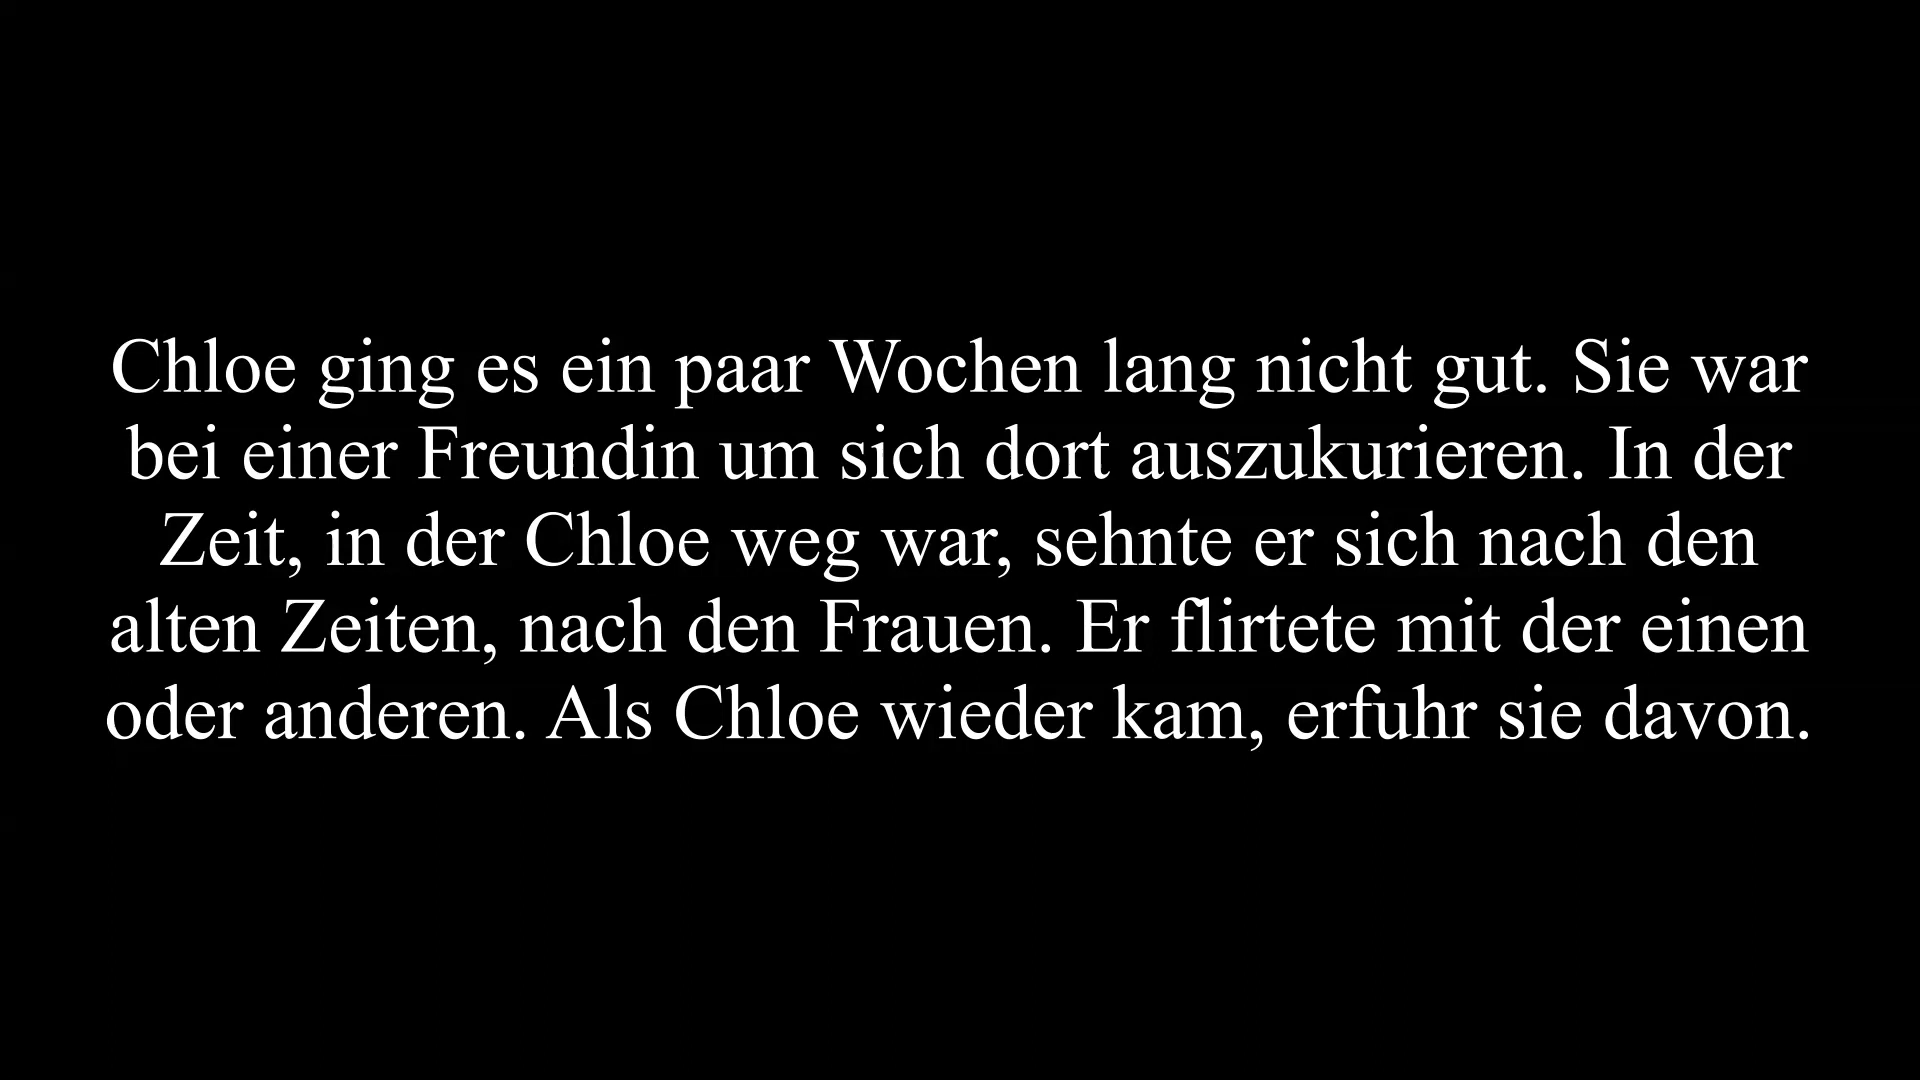 Chloe ging es ein paar Wochen lang nicht gut. Sie war
bei einer Freundin um sich dort auszukurieren. In der
Zeit, in der Chloe weg war, sehnte er sich nach den
alten Zeiten, nach den Frauen. Er flirtete mit der einen
oder anderen. Als Chloe wieder kam, erfuhr sie davon.